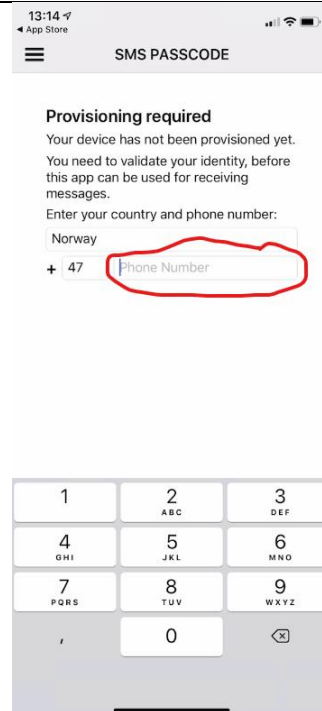 13:14
App Store
SMS PASSCODE
Provisioning required
Your device has not been provisioned yet.
You need to validate your identity, before
this app can be used for receiving
messages.
Enter your country and phone number:
Norway
+ 47 Phone Number
1 2 3
ABC DEF
4 5 6
GHI JKL MNO
7 8 9
PQRS TUV WXYZ
, 0